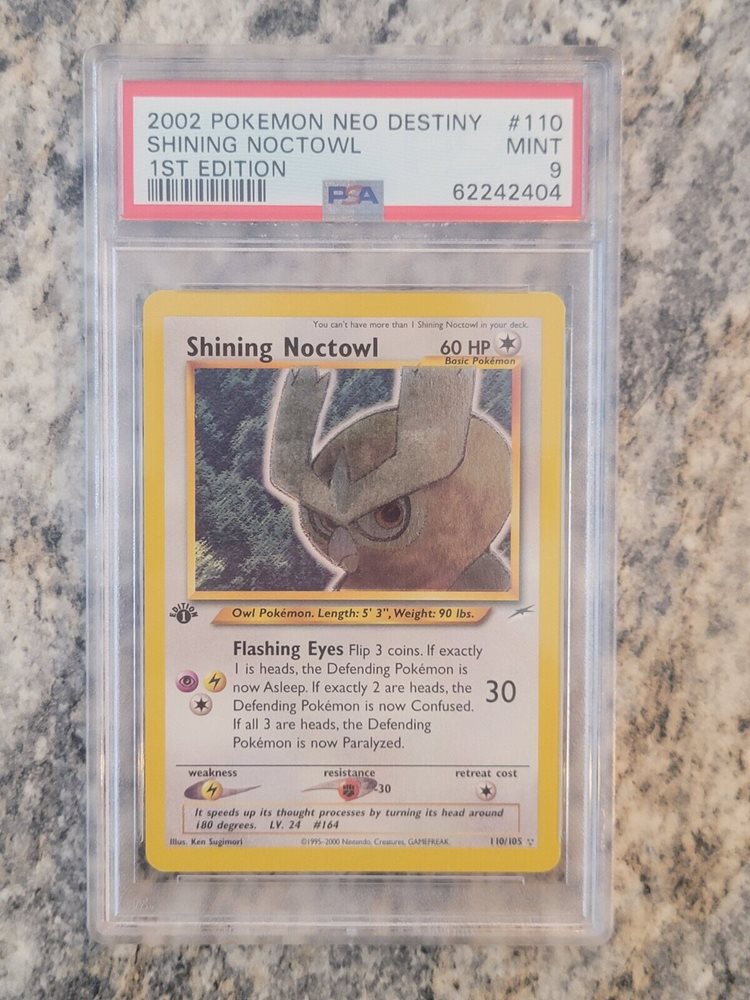 2002 POKEMON NEO DESTINY #110
SHINING NOCTOWL MINT
1ST EDITION 9
PSA 62242404
You can't have more than 1 Shining Noctowl in your deck.
Shining Noctowl 60 HP
Basic Pokémon
EDITION 1
Owl Pokémon. Length: 5' 3", Weight: 90 lbs.
Flashing Eyes Flip 3 coins. If exactly
1 is heads, the Defending Pokémon is
now Asleep. If exactly 2 are heads, the 30
Defending Pokémon is now Confused.
If all 3 are heads, the Defending
Pokémon is now Paralyzed.
weakness resistance retreat cost
-30
It speeds up its thought processes by turning its head around
180 degrees. LV. 24 #164
Illus. Ken Sugimori ©1995-2000 Nintendo, Creatures, GAMEFREAK. 110/105